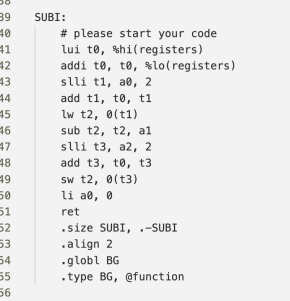 38
39 SUBI:
40 # please start your code
41 lui t0, %hi(registers)
42 addi t0, t0, %lo(registers)
43 slli t1, a0, 2
44 add t1, t0, t1
45 lw t2, 0(t1)
46 sub t2, t2, a1
47 slli t3, a2, 2
48 add t3, t0, t3
49 sw t2, 0(t3)
50 li a0, 0
51 ret
52 .size SUBI, .-SUBI
53 .align 2
54 .globl BG
55 .type BG, @function
56